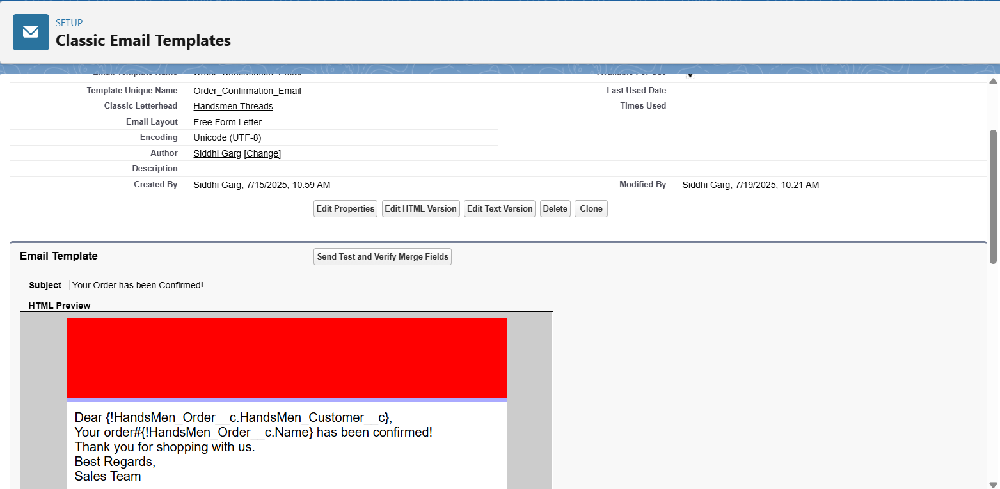 SETUP
Classic Email Templates
Email Template Name Order_Confirmation_Email Available For Use
Template Unique Name Order_Confirmation_Email Last Used Date
Classic Letterhead Handsmen Threads Times Used
Email Layout Free Form Letter
Encoding Unicode (UTF-8)
Author Siddhi Garg [Change]
Description
Created By Siddhi Garg, 7/15/2025, 10:59 AM Modified By Siddhi Garg, 7/19/2025, 10:21 AM
Edit Properties Edit HTML Version Edit Text Version Delete Clone
Email Template Send Test and Verify Merge Fields
Subject Your Order has been Confirmed!
HTML Preview
Dear {!HandsMen_Order__c.HandsMen_Customer__c},
Your order#{!HandsMen_Order__c.Name} has been confirmed!
Thank you for shopping with us.
Best Regards,
Sales Team